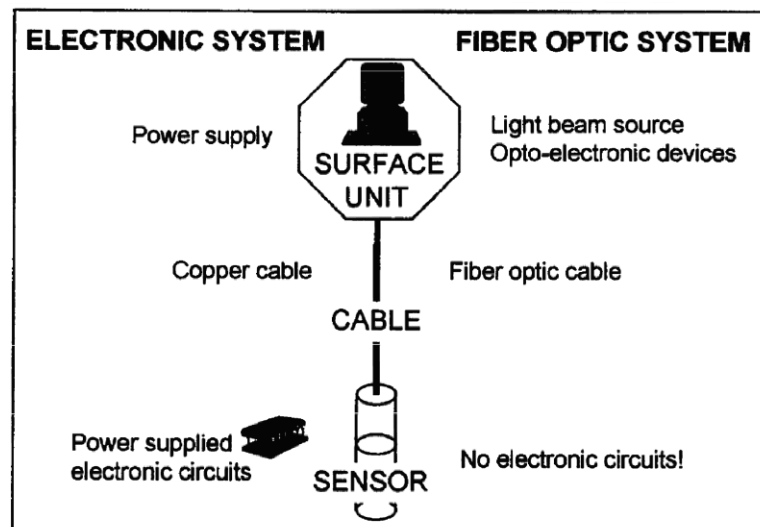 ELECTRONIC SYSTEM
FIBER OPTIC SYSTEM
Power supply
SURFACE
UNIT
Light beam source
Opto-electronic devices
Copper cable
CABLE
Fiber optic cable
Power supplied
electronic circuits
SENSOR
No electronic circuits!